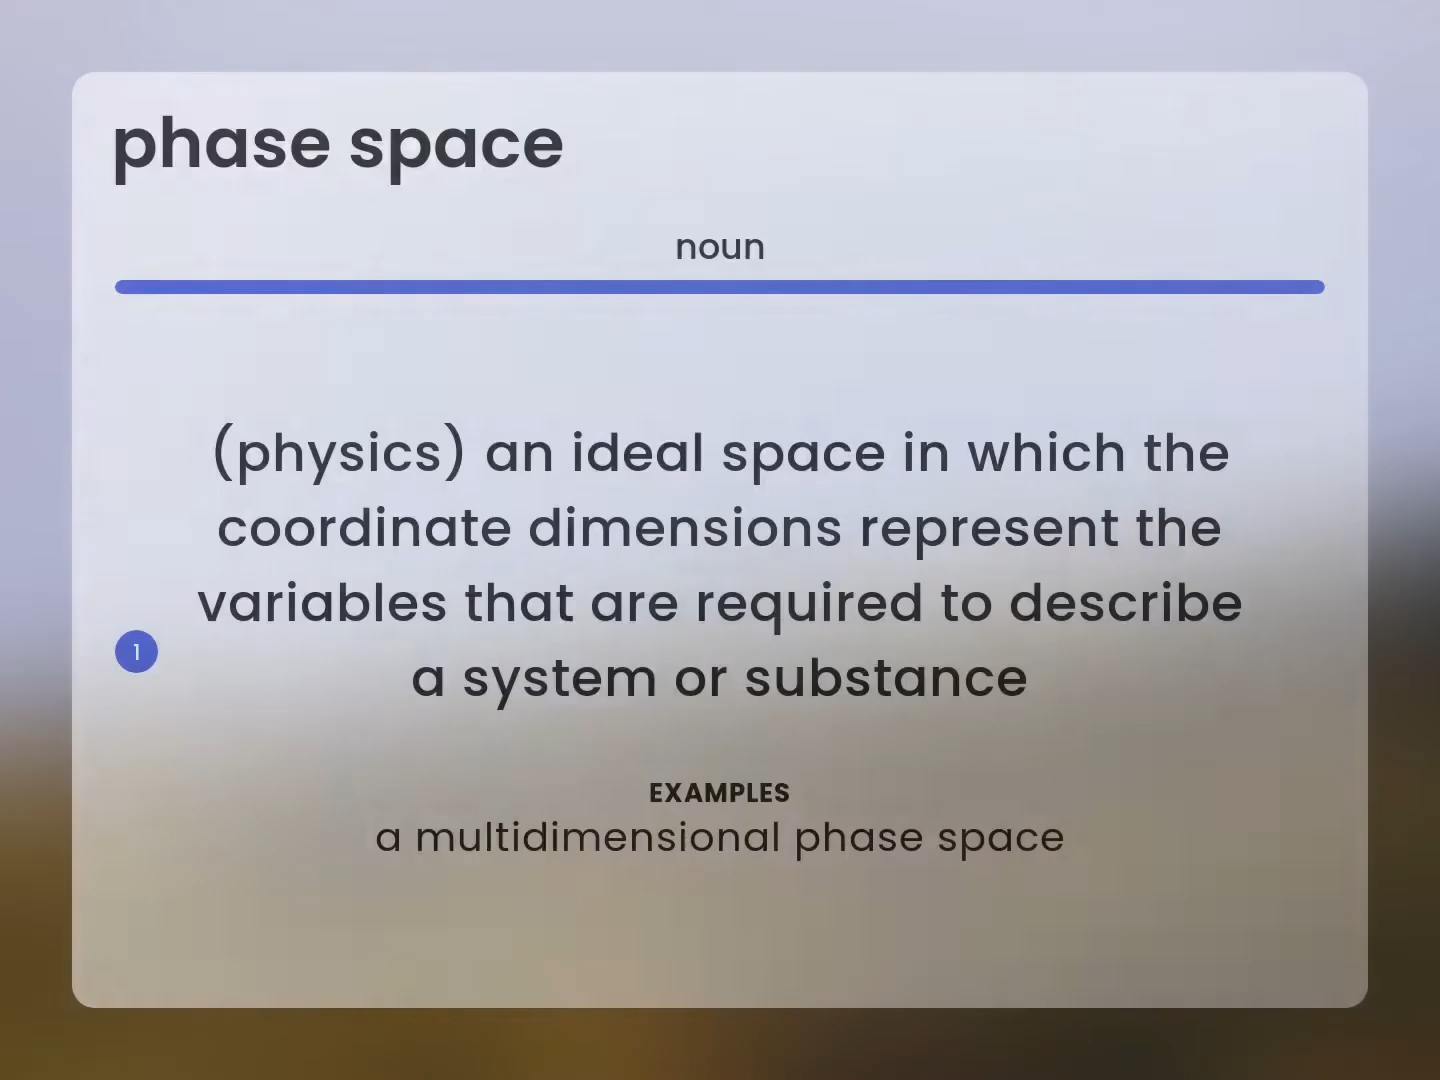 phase space
noun
(physics) an ideal space in which the
coordinate dimensions represent the
variables that are required to describe
a system or substance
1
EXAMPLES
a multidimensional phase space